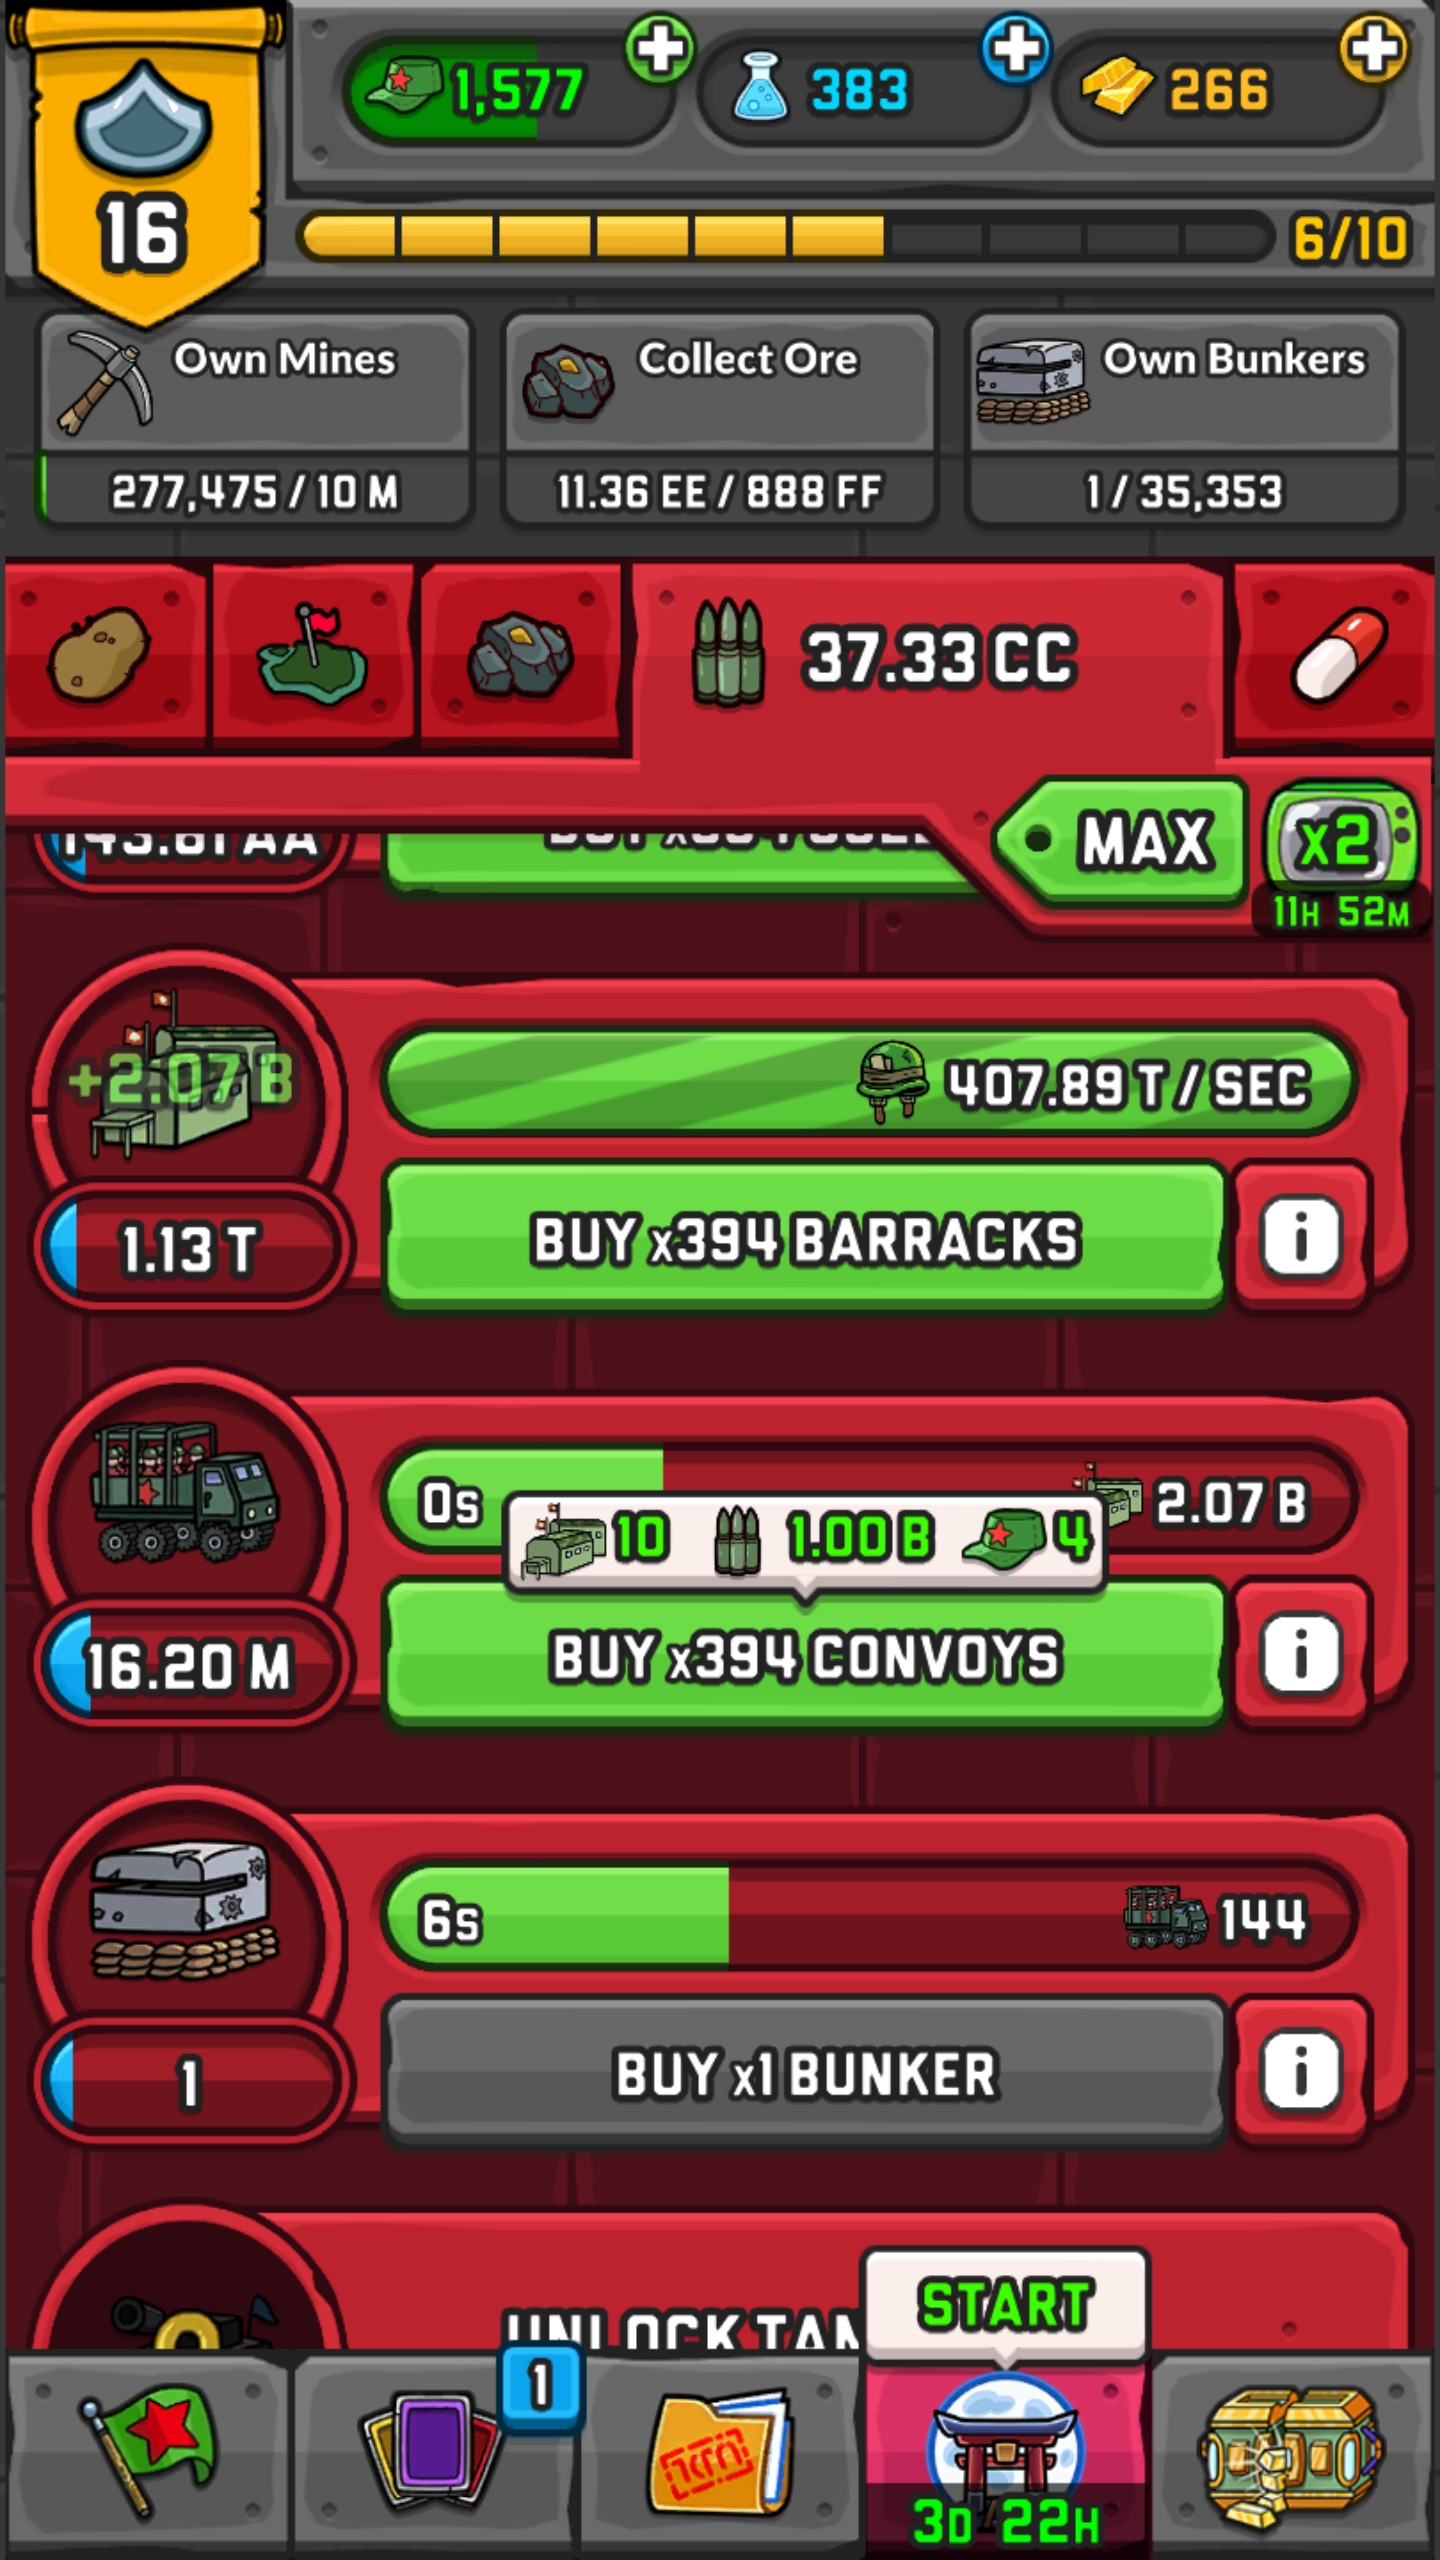 16
1,577
383
266
6/10
Own Mines
277,475 / 10 M
Collect Ore
11.36 EE / 888 FF
Own Bunkers
1 / 35,353
37.33 CC
MAX
x2
11H 52M
143.61 AA
+2.07 B
407.89 T / SEC
1.13 T
BUY x394 BARRACKS
i
0s
2.07 B
10
1.00 B
4
16.20 M
BUY x394 CONVOYS
i
6s
144
1
BUY x1 BUNKER
i
UNLOCK TAN
START
1
3D 22H